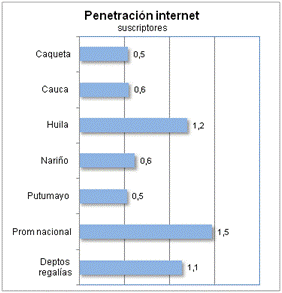 Penetración internet
suscriptores
Caqueta 0,5
Cauca 0,6
Huila 1,2
Nariño 0,6
Putumayo 0,5
Prom nacional 1,5
Deptos
regalías 1,1